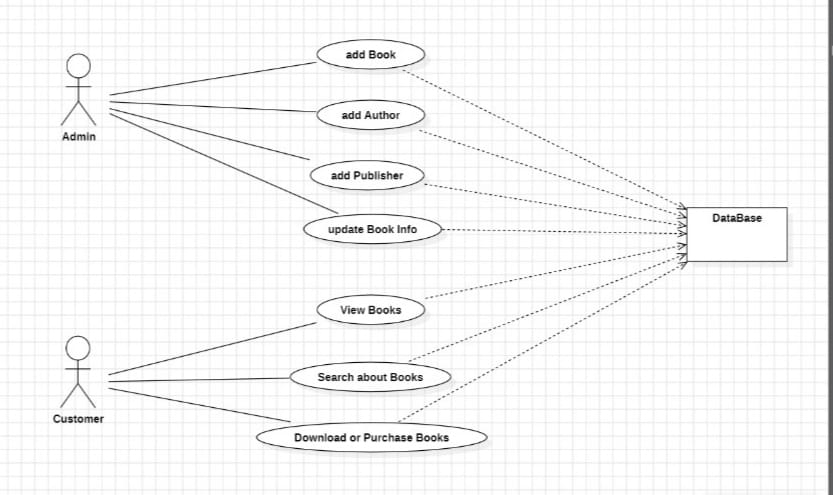 add Book
add Author
Admin
add Publisher
DataBase
update Book Info
View Books
Search about Books
Customer
Download or Purchase Books